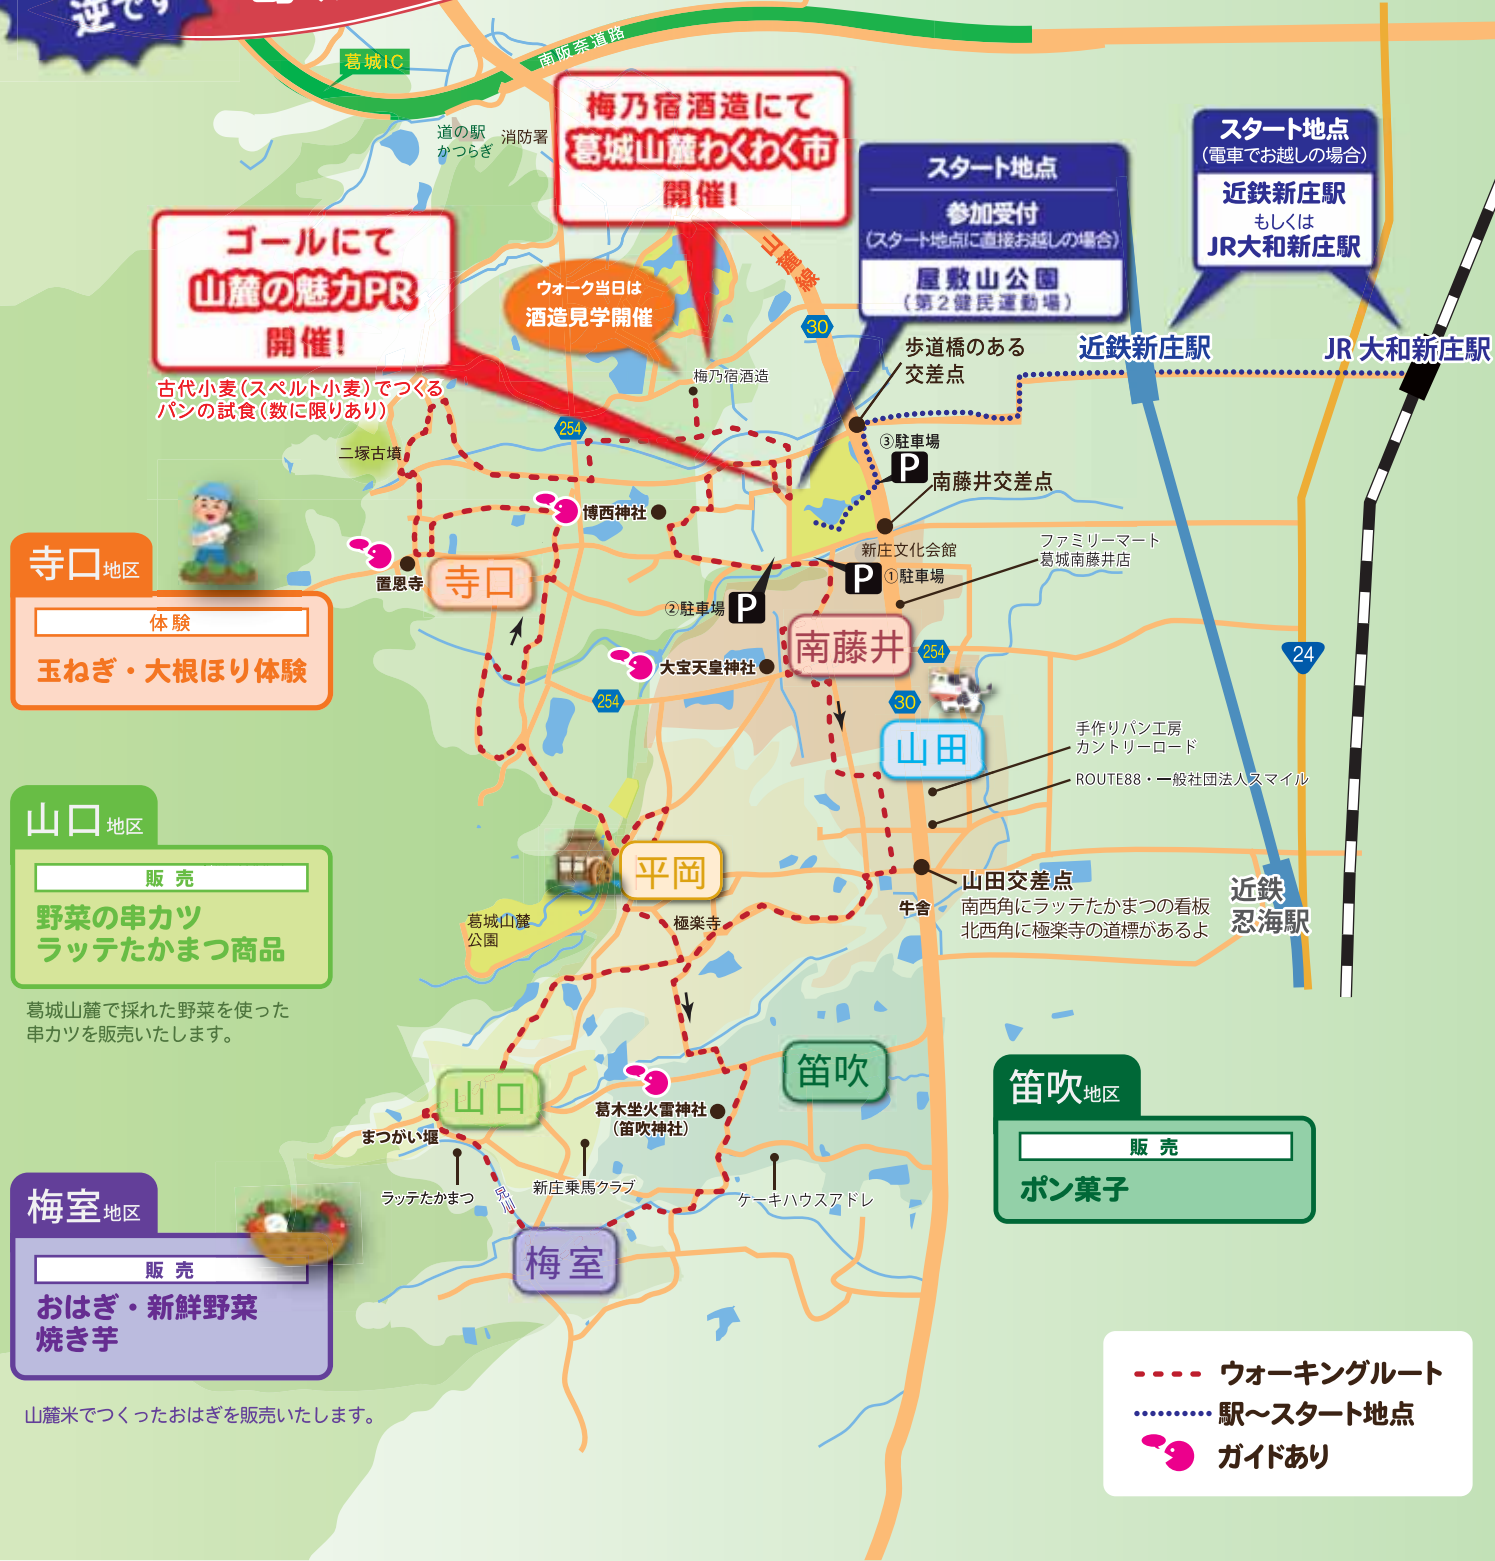 逆です
葛城IC
南阪奈道路
道の駅
かつらぎ
消防署
梅乃宿酒造にて
葛城山麓わくわく市
開催!
スタート地点
参加受付
(スタート地点に直接お越しの場合)
屋敷山公園
(第2健民運動場)
スタート地点
(電車でお越しの場合)
近鉄新庄駅
もしくは
JR大和新庄駅
ゴールにて
山麓の魅力PR
開催!
古代小麦(スペルト小麦)でつくる
パンの試食(数に限りあり)
ウォーク当日は
酒造見学開催
山麓線
30
歩道橋のある
交差点
近鉄新庄駅
JR 大和新庄駅
梅乃宿酒造
254
二塚古墳
③駐車場
P
南藤井交差点
博西神社
新庄文化会館
ファミリーマート
葛城南藤井店
P
①駐車場
置恩寺
寺口
②駐車場
P
南藤井
254
大宝天皇神社
254
30
24
山田
手作りパン工房
カントリーロード
ROUTE88・一般社団法人スマイル
平岡
山田交差点
南西角にラッテたかまつの看板
北西角に極楽寺の道標があるよ
牛舎
近鉄
忍海駅
葛城山麓
公園
極楽寺
笛吹
山口
葛木坐火雷神社
(笛吹神社)
まつがい堰
ラッテたかまつ
新庄乗馬クラブ
ケーキハウスアドレ
梅室
寺口地区
体験
玉ねぎ・大根ほり体験
山口地区
販売
野菜の串カツ
ラッテたかまつ商品
葛城山麓で採れた野菜を使った
串カツを販売いたします。
梅室地区
販売
おはぎ・新鮮野菜
焼き芋
山麓米でつくったおはぎを販売いたします。
笛吹地区
販売
ポン菓子
ウォーキングルート
駅〜スタート地点
ガイドあり